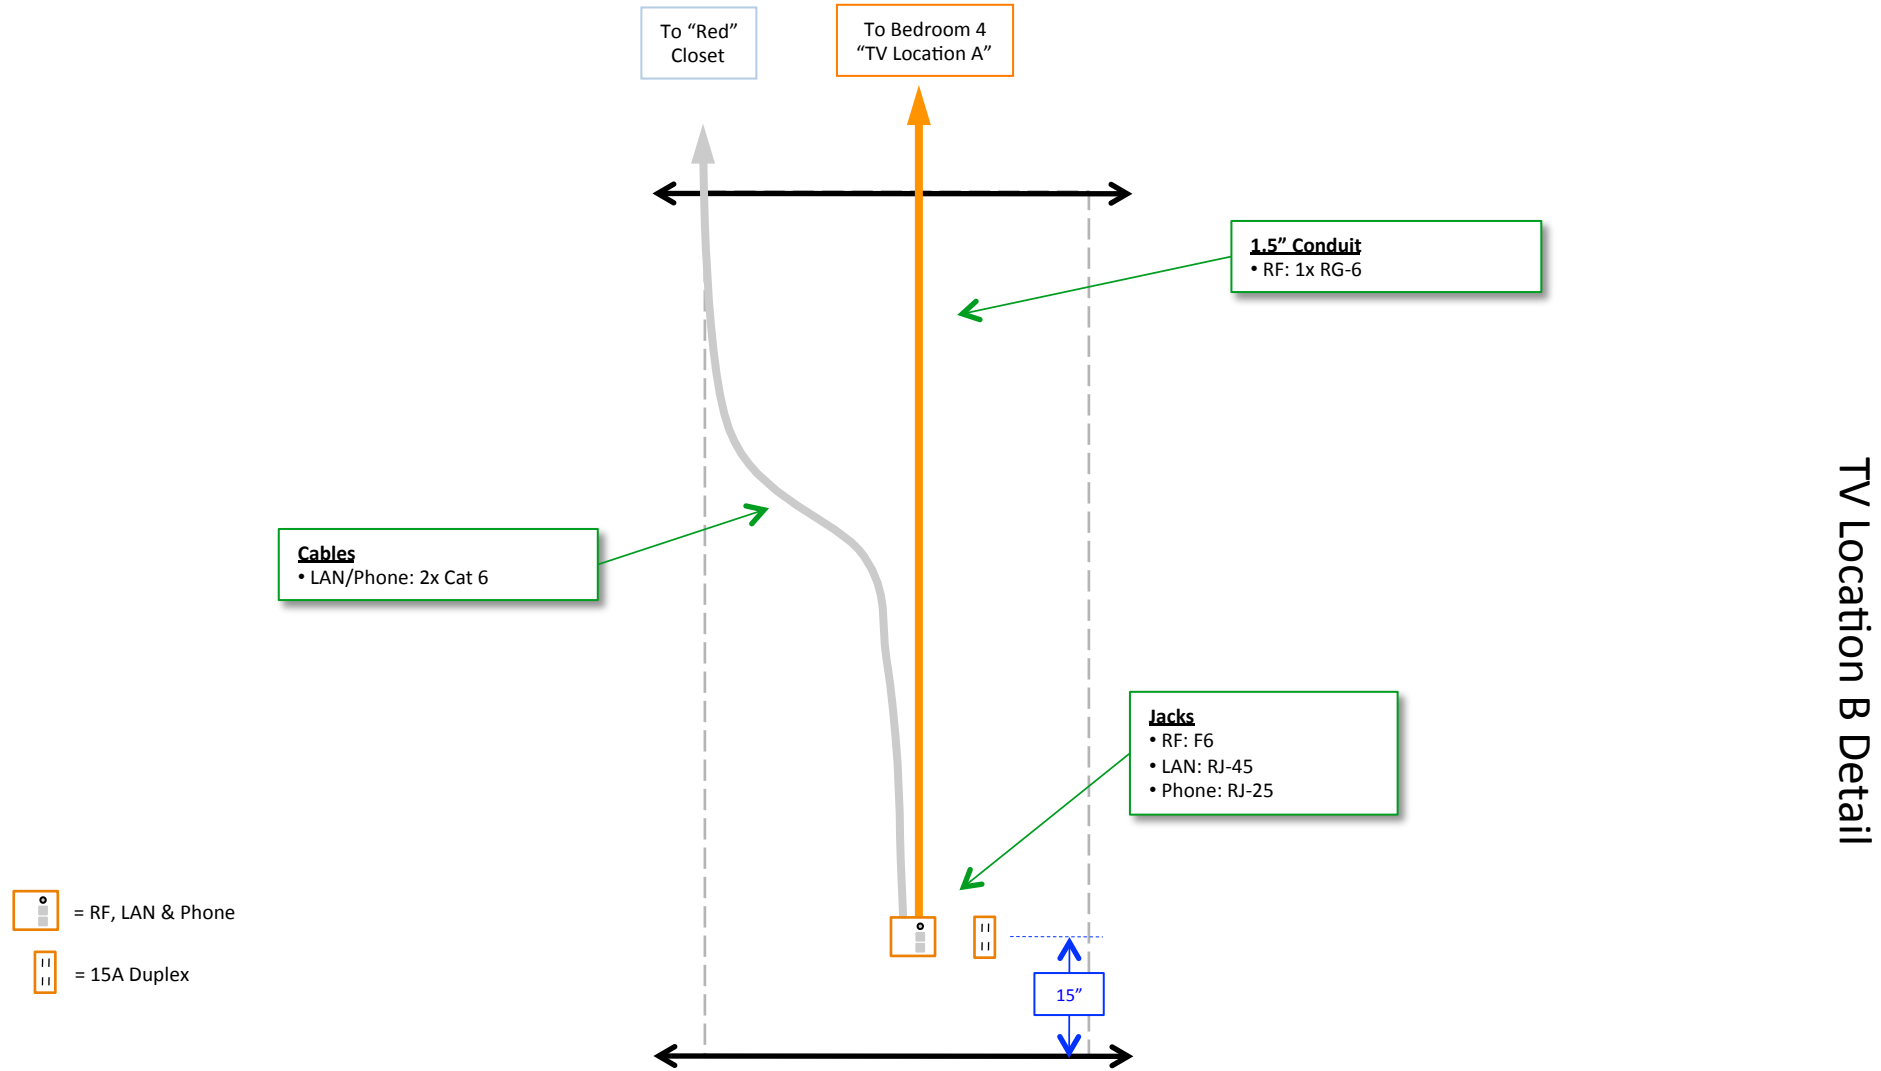 To “Red”
Closet
To Bedroom 4
“TV Location A”
1.5” Conduit
• RF: 1x RG-6
Cables
• LAN/Phone: 2x Cat 6
Jacks
• RF: F6
• LAN: RJ-45
• Phone: RJ-25
= RF, LAN & Phone
= 15A Duplex
15”
TV Location B Detail